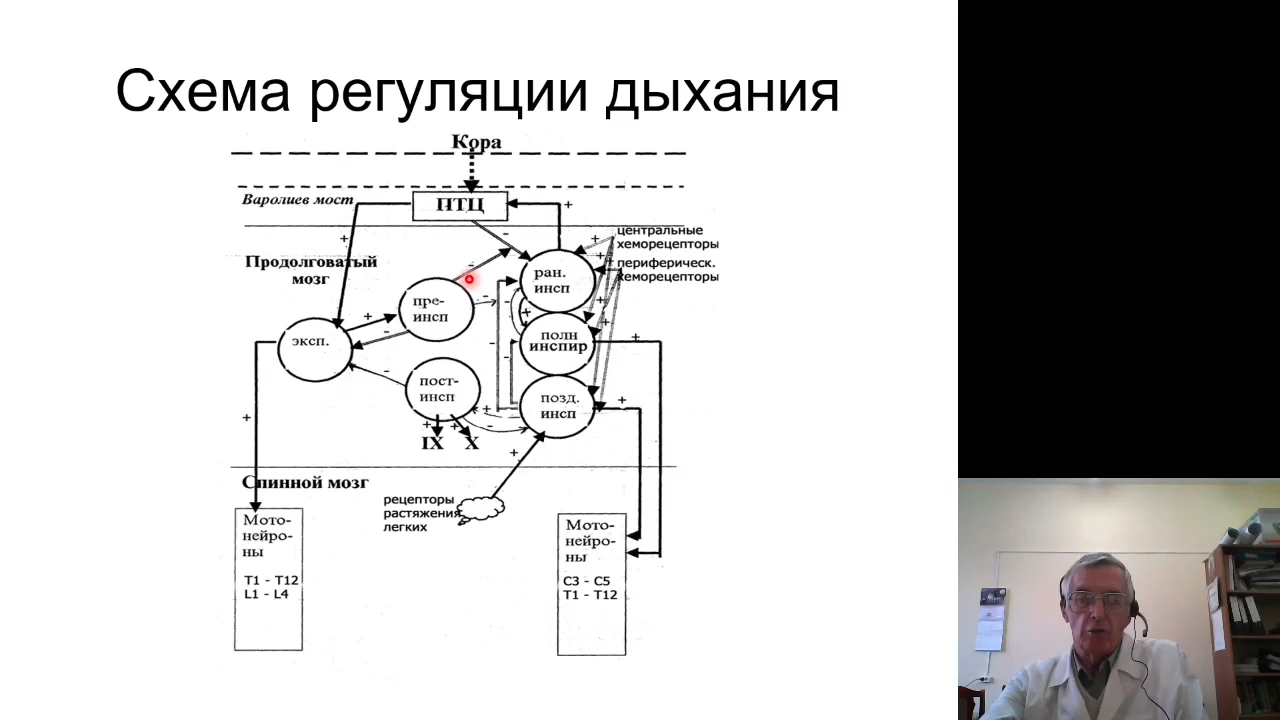 Схема регуляции дыхания
Кора
Варолиев мост
ПТЦ
+
+
-
центральные
хеморецепторы
+
+
периферическ.
хеморецепторы
Продолговатый
мозг
-
ран.
инсп
пре-
инсп
+
-
-
-
+
+
+
эксп.
-
полн
инспир
+
-
-
-
пост-
инсп
позд.
инсп
+
+
-
+
+
+
IX
X
+
Спинной мозг
рецепторы
растяжения
легких
Мото-
нейро-
ны
T1 - T12
L1 - L4
Мото-
нейро-
ны
C3 - C5
T1 - T12